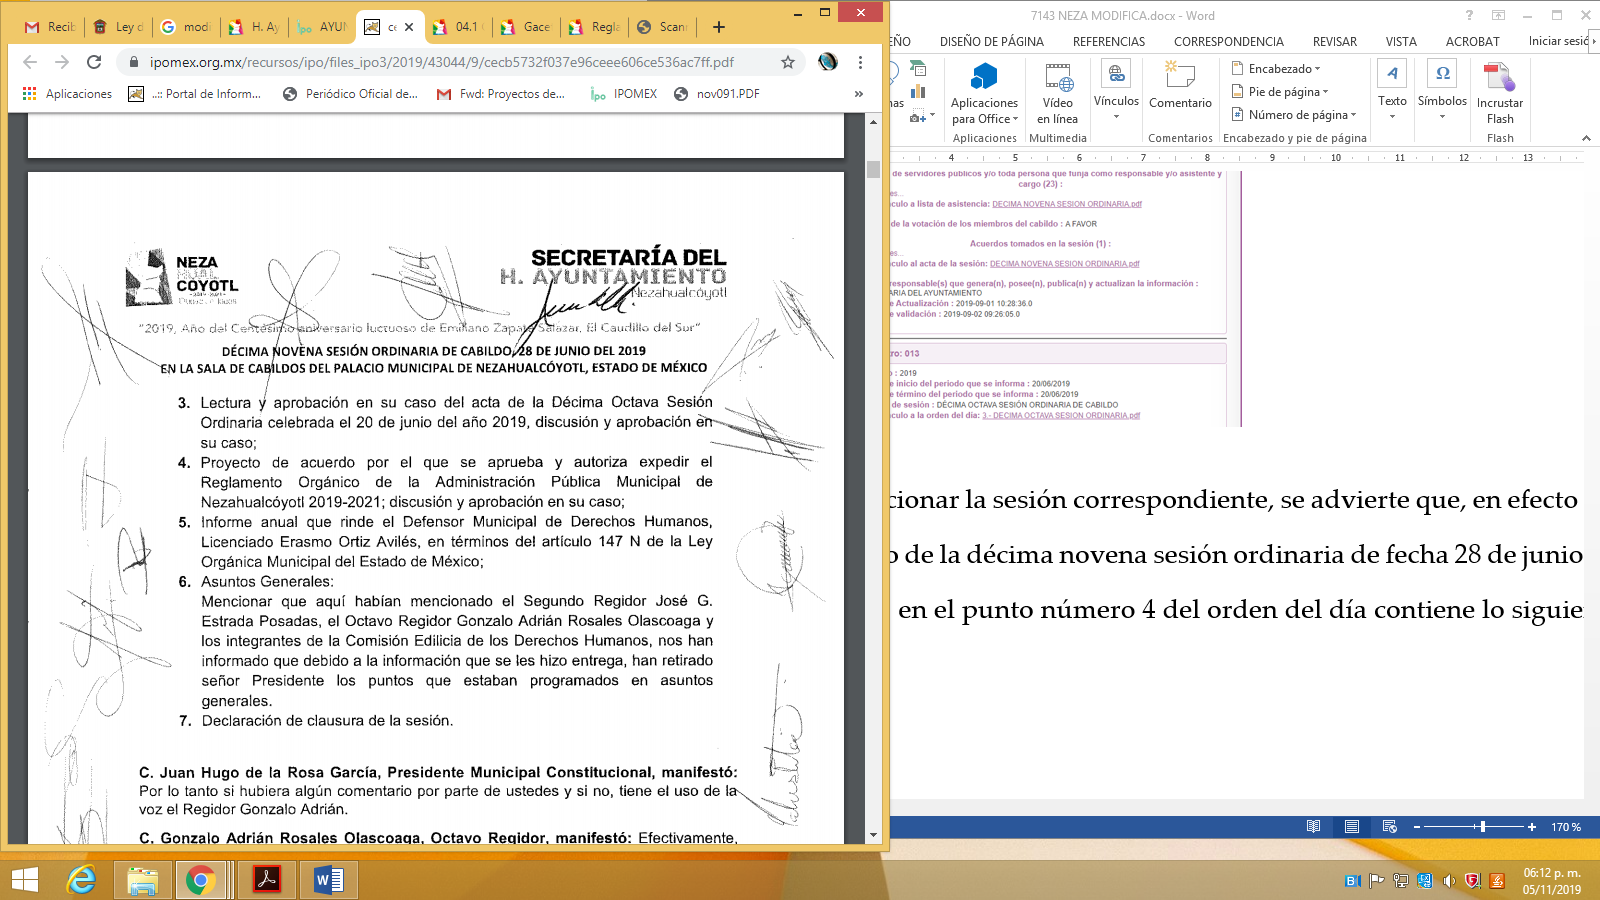 Recib
Ley d
modi
H. Ay
AYUN
ce
04.1
Gace
Regla
Scan
ipomex.org.mx/recursos/ipo/files_ipo3/2019/43044/9/cecb5732f037e96ceee606ce536ac7ff.pdf
Aplicaciones
..:: Portal de Inform...
Periódico Oficial de...
Fwd: Proyectos de...
IPOMEX
nov091.PDF
»
NEZA
COYOTL
SECRETARÍA DEL
H. AYUNTAMIENTO
Nezahualcóyotl
"2019, Año del Centésimo aniversario luctuoso de Emiliano Zapata Salazar, El Caudillo del Sur"
DÉCIMA NOVENA SESIÓN ORDINARIA DE CABILDO, 28 DE JUNIO DEL 2019
EN LA SALA DE CABILDOS DEL PALACIO MUNICIPAL DE NEZAHUALCÓYOTL, ESTADO DE MÉXICO
3. Lectura y aprobación en su caso del acta de la Décima Octava Sesión
Ordinaria celebrada el 20 de junio del año 2019, discusión y aprobación en
su caso;
4. Proyecto de acuerdo por el que se aprueba y autoriza expedir el
Reglamento Orgánico de la Administración Pública Municipal de
Nezahualcóyotl 2019-2021; discusión y aprobación en su caso;
5. Informe anual que rinde el Defensor Municipal de Derechos Humanos,
Licenciado Erasmo Ortiz Avilés, en términos del artículo 147 N de la Ley
Orgánica Municipal del Estado de México;
6. Asuntos Generales:
Mencionar que aquí habían mencionado el Segundo Regidor José G.
Estrada Posadas, el Octavo Regidor Gonzalo Adrián Rosales Olascoaga y
los integrantes de la Comisión Edilicia de los Derechos Humanos, nos han
informado que debido a la información que se les hizo entrega, han retirado
señor Presidente los puntos que estaban programados en asuntos
generales.
7. Declaración de clausura de la sesión.
C. Juan Hugo de la Rosa García, Presidente Municipal Constitucional, manifestó:
Por lo tanto si hubiera algún comentario por parte de ustedes y si no, tiene el uso de la
voz el Regidor Gonzalo Adrián.
C. Gonzalo Adrián Rosales Olascoaga, Octavo Regidor, manifestó: Efectivamente,
7143 NEZA MODIFICA.docx - Word
ÑO DISEÑO DE PÁGINA REFERENCIAS CORRESPONDENCIA REVISAR VISTA ACROBAT Iniciar sesió
nas
Aplicaciones
para Office
Aplicaciones
Vídeo
en línea
Multimedia
Vínculos
Comentario
Comentarios
Encabezado
Pie de página
Número de página
Encabezado y pie de página
Texto
Símbolos
Incrustar
Flash
Flash
4 5 6 7 8 9 10 11 12 13
de servidores públicos y/o toda persona que funja como responsable y/o asistente y
cargo (23) :
es...
culo a lista de asistencia: DECIMA NOVENA SESION ORDINARIA.pdf
de la votación de los miembros del cabildo : A FAVOR
Acuerdos tomados en la sesión (1) :
es...
culo al acta de la sesión: DECIMA NOVENA SESION ORDINARIA.pdf
responsable(s) que genera(n), posee(n), publica(n) y actualizan la información :
ARIA DEL AYUNTAMIENTO
e Actualización : 2019-09-01 10:28:36.0
e validación : 2019-09-02 09:26:05.0
tro: 013
o : 2019
e inicio del periodo que se informa : 20/06/2019
e término del periodo que se informa : 20/06/2019
de sesión : DÉCIMA OCTAVA SESIÓN ORDINARIA DE CABILDO
culo a la orden del día: 3.- DECIMA OCTAVA SESION ORDINARIA.pdf
cionar la sesión correspondiente, se advierte que, en efecto
o de la décima novena sesión ordinaria de fecha 28 de junio
en el punto número 4 del orden del día contiene lo siguien
170 %
06:12 p. m.
05/11/2019